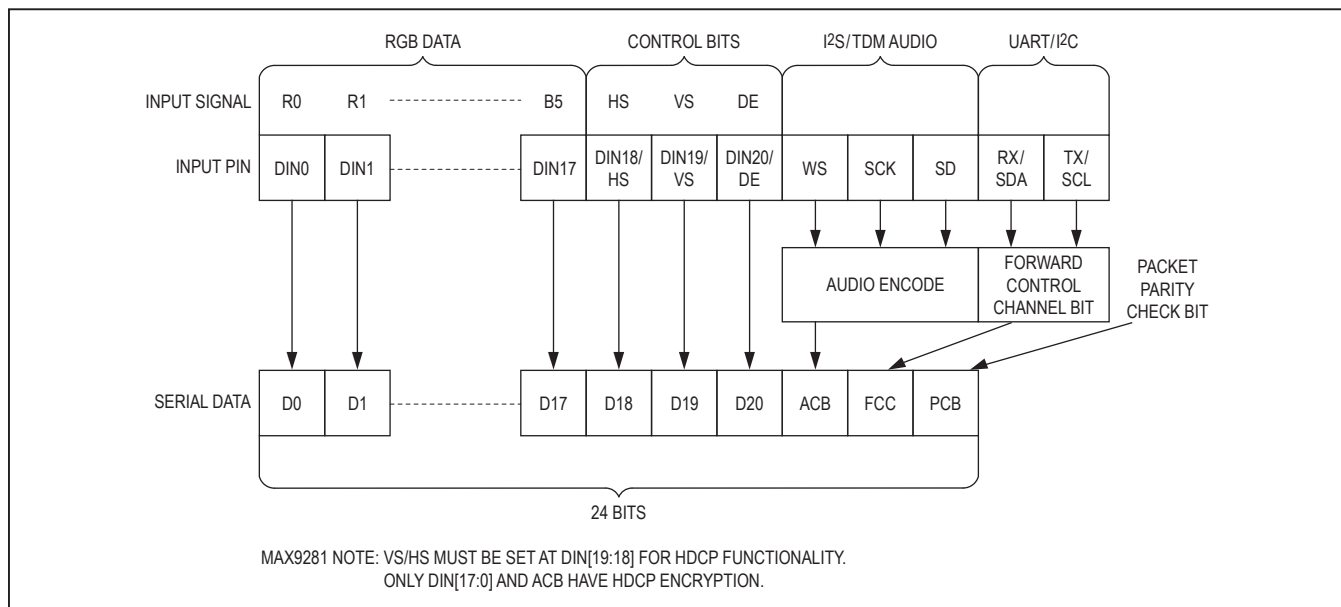 RGB DATA CONTROL BITS I2S/TDM AUDIO UART/I2C
INPUT SIGNAL R0 R1 B5 HS VS DE
INPUT PIN DIN0 DIN1 DIN17 DIN18/ HS DIN19/ VS DIN20/ DE WS SCK SD RX/ SDA TX/ SCL
AUDIO ENCODE
FORWARD
CONTROL
CHANNEL BIT
PACKET
PARITY
CHECK BIT
SERIAL DATA D0 D1 D17 D18 D19 D20 ACB FCC PCB
24 BITS
MAX9281 NOTE: VS/HS MUST BE SET AT DIN[19:18] FOR HDCP FUNCTIONALITY.
ONLY DIN[17:0] AND ACB HAVE HDCP ENCRYPTION.